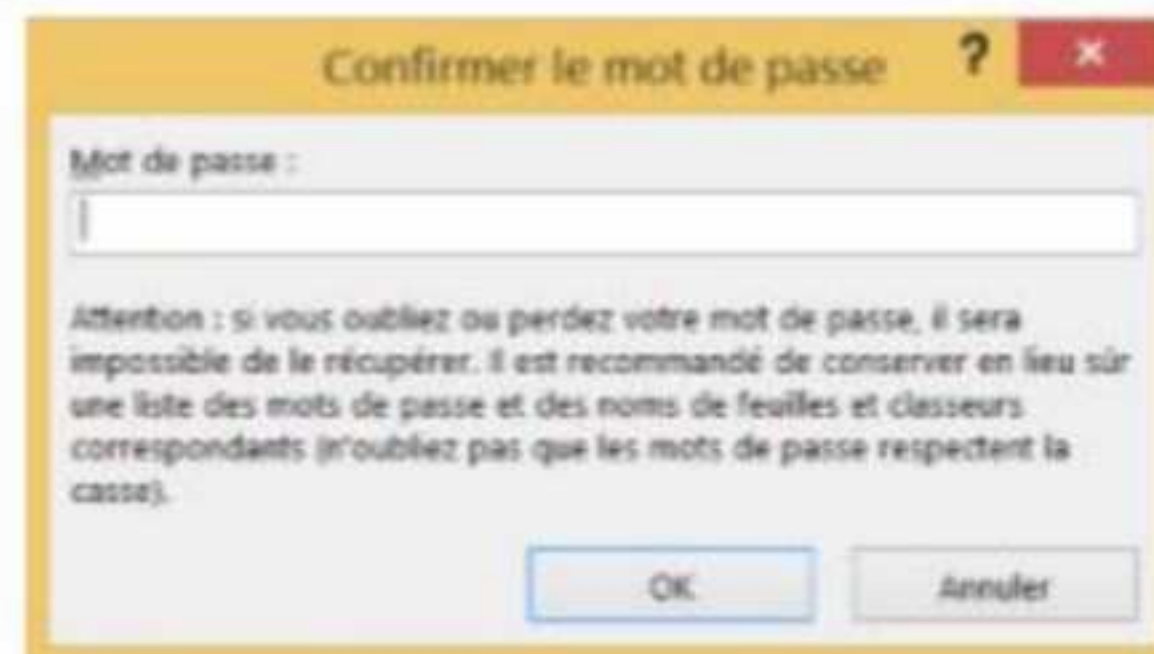 Confirmer le mot de passe ? ×
Mot de passe :
Attention : si vous oubliez ou perdez votre mot de passe, il sera
impossible de le récupérer. Il est recommandé de conserver en lieu sûr
une liste des mots de passe et des noms de feuilles et classeurs
correspondants (n'oubliez pas que les mots de passe respectent la
casse).
OK Annuler